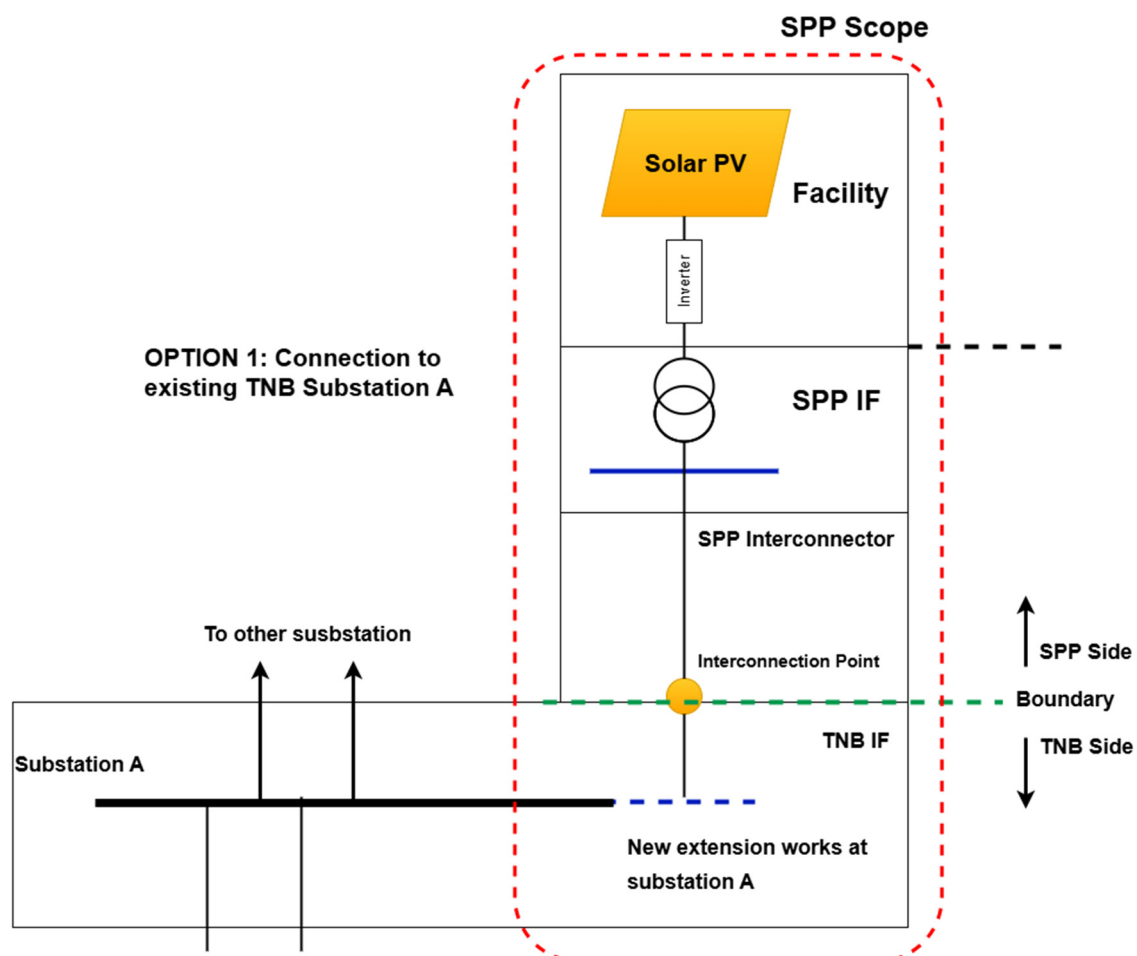 SPP Scope
Solar PV
Facility
Inverter
OPTION 1: Connection to
existing TNB Substation A
SPP IF
SPP Interconnector
To other susbstation
Interconnection Point
SPP Side
Boundary
TNB Side
TNB IF
Substation A
New extension works at
substation A